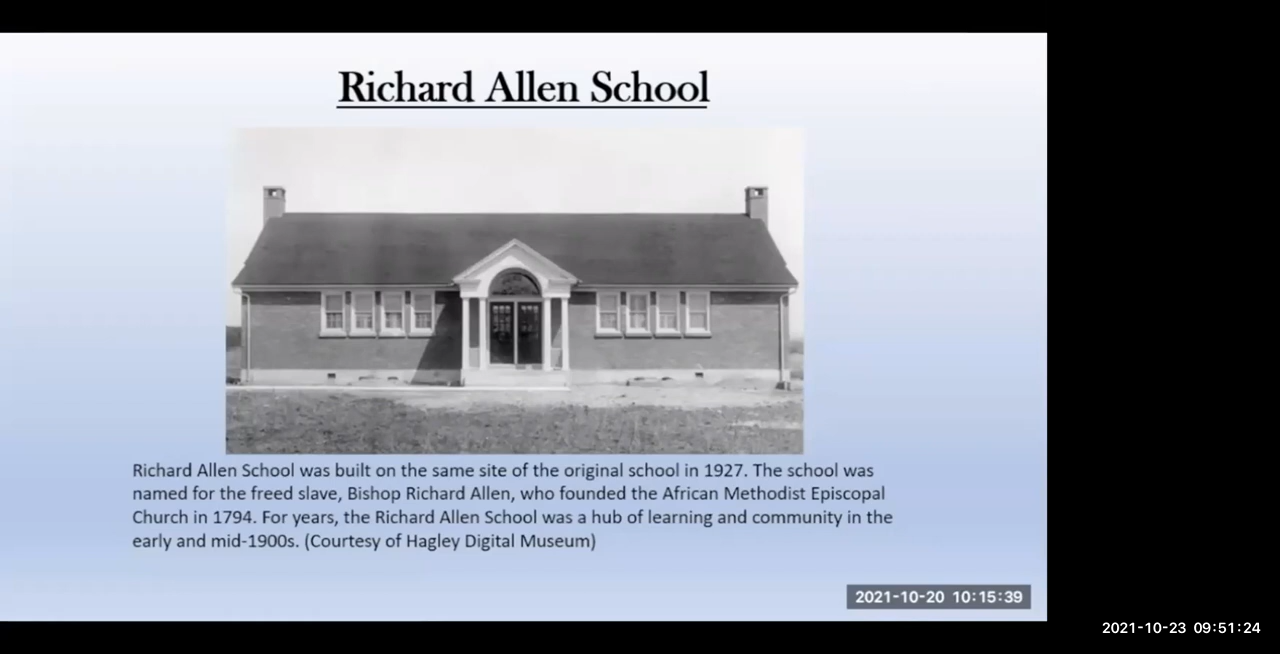 Richard Allen School
Richard Allen School was built on the same site of the original school in 1927. The school was
named for the freed slave, Bishop Richard Allen, who founded the African Methodist Episcopal
Church in 1794. For years, the Richard Allen School was a hub of learning and community in the
early and mid-1900s. (Courtesy of Hagley Digital Museum)
2021-10-20 10:15:39
2021-10-23 09:51:24